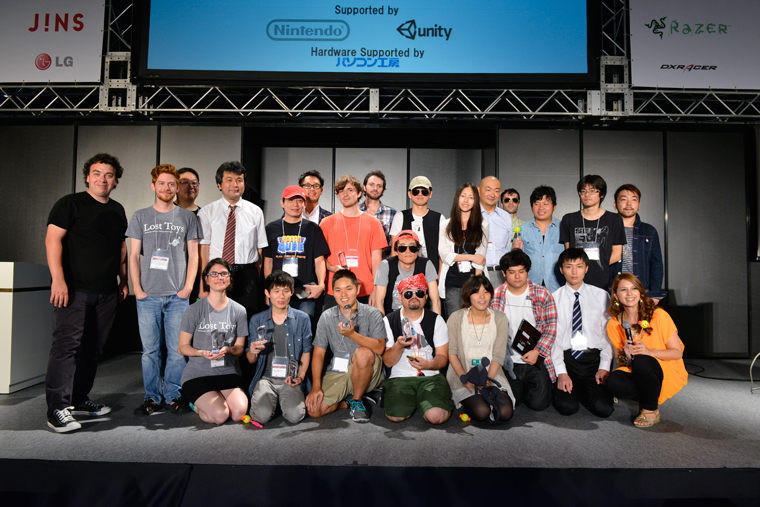 Supported by
J!NS
Nintendo
unity
RAZER
LG
Hardware Supported by
パソコン工房
DXRACER
Lost Toys
Lost Toys